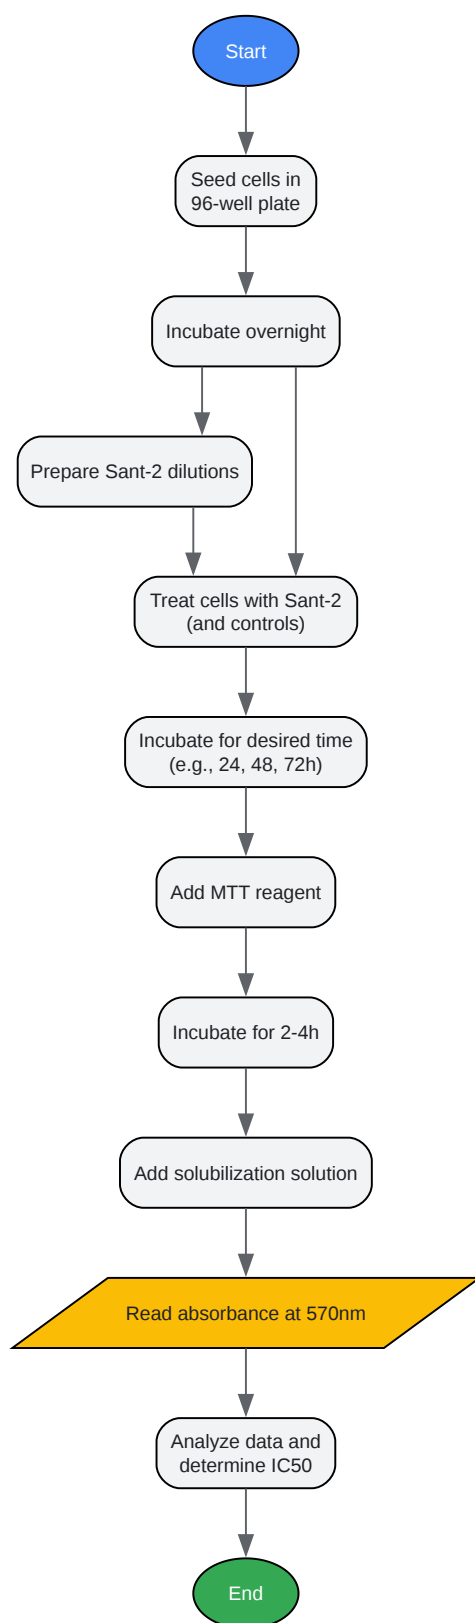 Start
Seed cells in
96-well plate
Incubate overnight
Prepare Sant-2 dilutions
Treat cells with Sant-2
(and controls)
Incubate for desired time
(e.g., 24, 48, 72h)
Add MTT reagent
Incubate for 2-4h
Add solubilization solution
Read absorbance at 570nm
Analyze data and
determine IC50
End